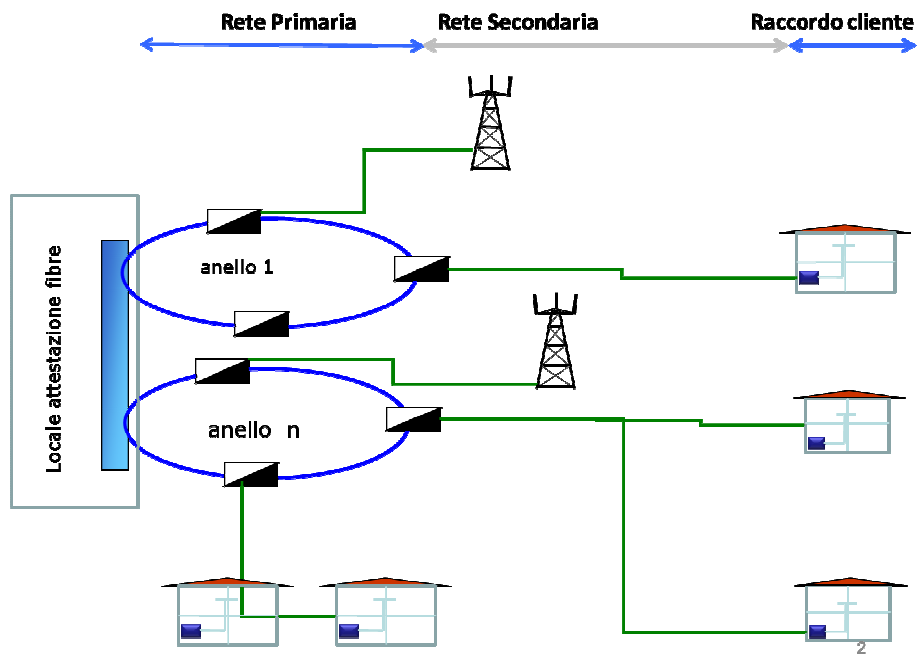 Rete Primaria
Rete Secondaria
Raccordo cliente
Locale attestazione fibre
anello 1
anello n
2